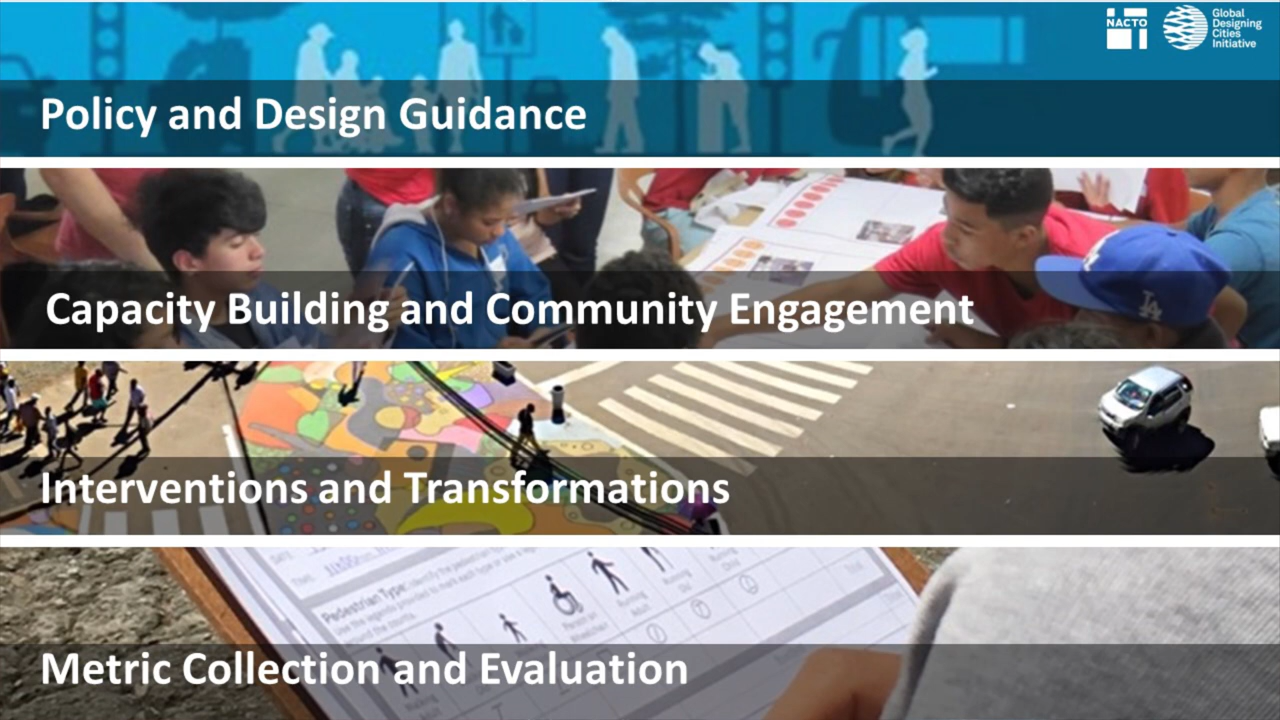 NACTO
Global
Designing
Cities
Initiative
Policy and Design Guidance
Capacity Building and Community Engagement
LA
Interventions and Transformations
Pedestrian Type:
Metric Collection and Evaluation